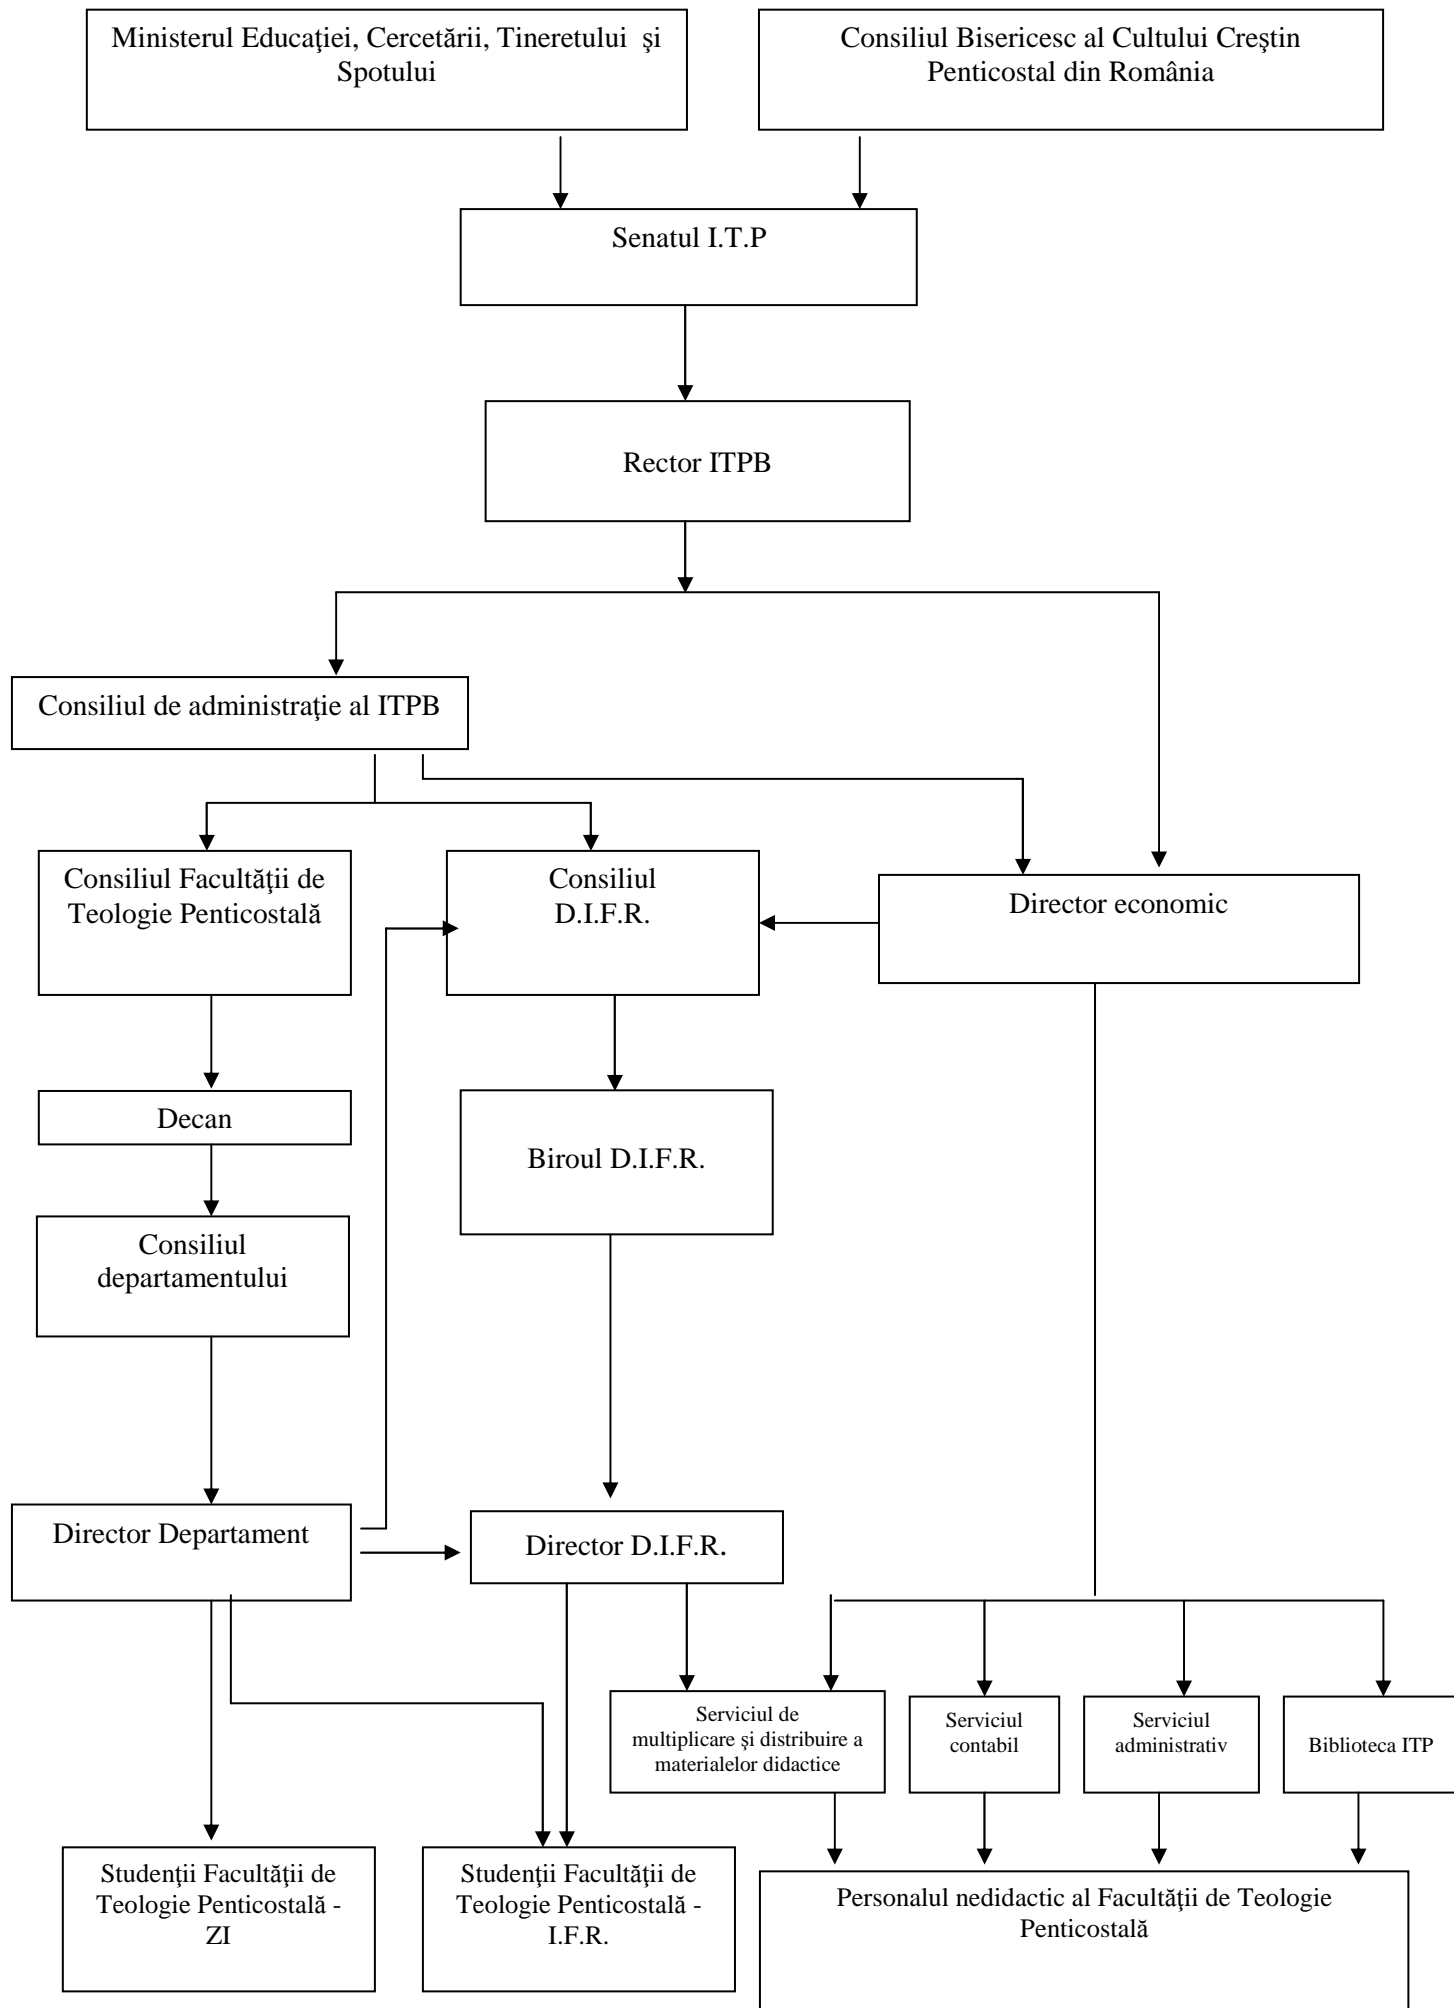 Ministerul Educaţiei, Cercetării, Tineretului şi
Spotului
Consiliul Bisericesc al Cultului Creştin
Penticostal din România
Senatul I.T.P
Rector ITPB
Consiliul de administraţie al ITPB
Consiliul Facultăţii de
Teologie Penticostală
Consiliul
D.I.F.R.
Director economic
Decan
Biroul D.I.F.R.
Consiliul
departamentului
Director Departament
Director D.I.F.R.
Serviciul de
multiplicare şi distribuire a
materialelor didactice
Serviciul
contabil
Serviciul
administrativ
Biblioteca ITP
Studenţii Facultăţii de
Teologie Penticostală -
ZI
Studenţii Facultăţii de
Teologie Penticostală -
I.F.R.
Personalul nedidactic al Facultăţii de Teologie
Penticostală